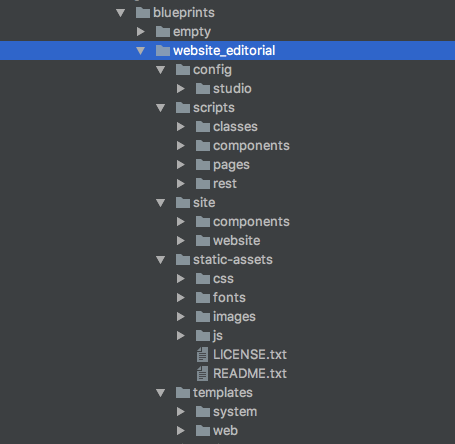 blueprints
empty
website_editorial
config
studio
scripts
classes
components
pages
rest
site
components
website
static-assets
css
fonts
images
js
LICENSE.txt
README.txt
templates
system
web